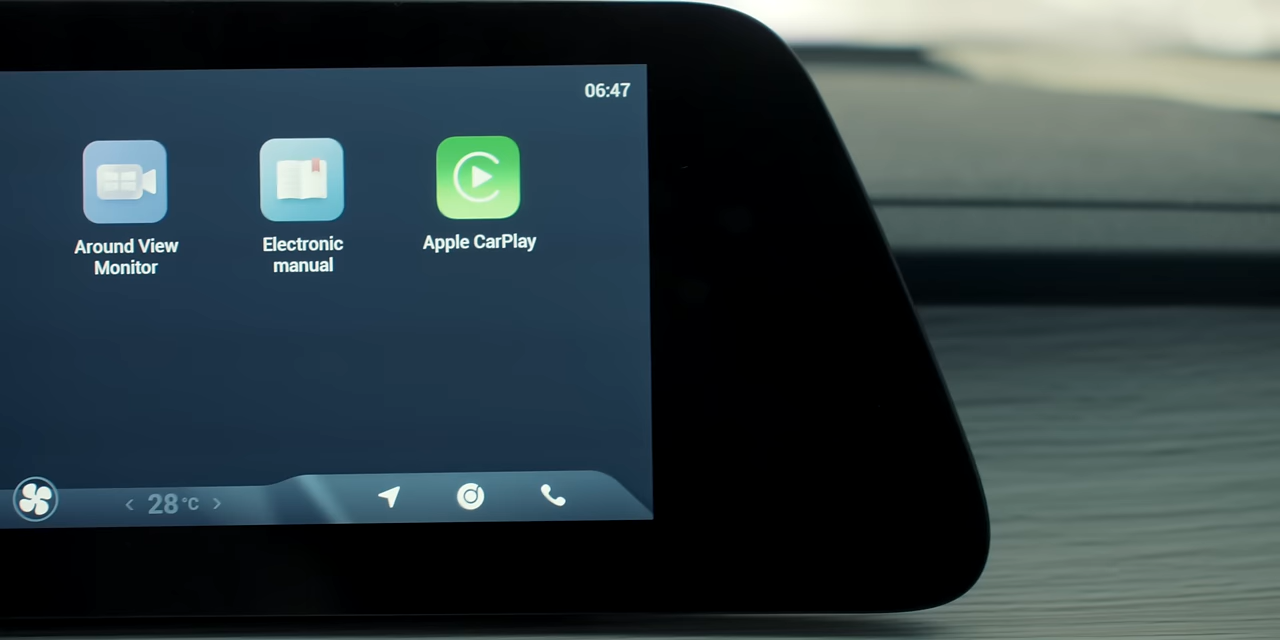 06:47
Around View
Monitor
Electronic
manual
Apple CarPlay
28°C